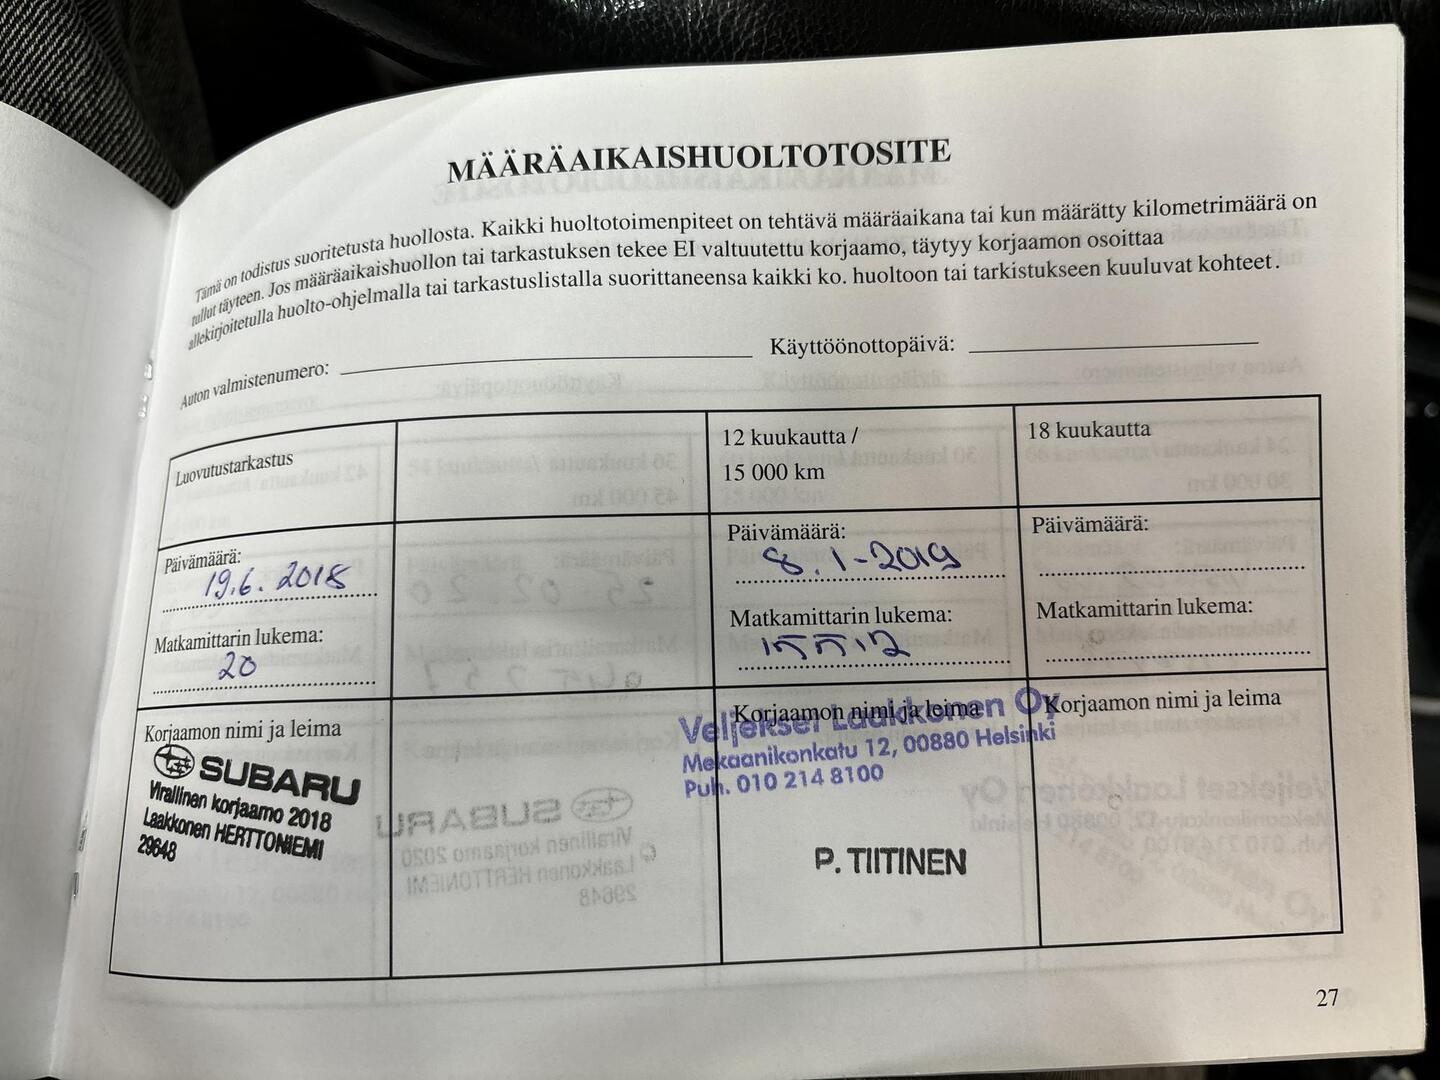 MÄÄRÄAIKAISHUOLTOTOSITE
Tämä on todistus suoritetusta huollosta. Kaikki huoltotoimenpiteet on tehtävä määräaikana tai kun määrätty kilometrimäärä on
tullut täyteen. Jos määräaikaishuollon tai tarkastuksen tekee EI valtuutettu korjaamo, täytyy korjaamon osoittaa
allekirjoitetulla huolto-ohjelmalla tai tarkastuslistalla suorittaneensa kaikki ko. huoltoon tai tarkistukseen kuuluvat kohteet.
Auton valmistenumero: Käyttöönottopäivä:
Luovutustarkastus
Päivämäärä:
19.6.2018
Matkamittarin lukema:
20
Korjaamon nimi ja leima
SUBARU
Virallinen korjaamo 2018
Laakkonen HERTTONIEMI
29648
12 kuukautta /
15 000 km
Päivämäärä:
8.1-2019
Matkamittarin lukema:
15512
Korjaamon nimi ja leima
Veljekset Laakkonen Oy
Mekaanikonkatu 12, 00880 Helsinki
Puh. 010 214 8100
P. TIITINEN
18 kuukautta
Päivämäärä:
Matkamittarin lukema:
Korjaamon nimi ja leima
27